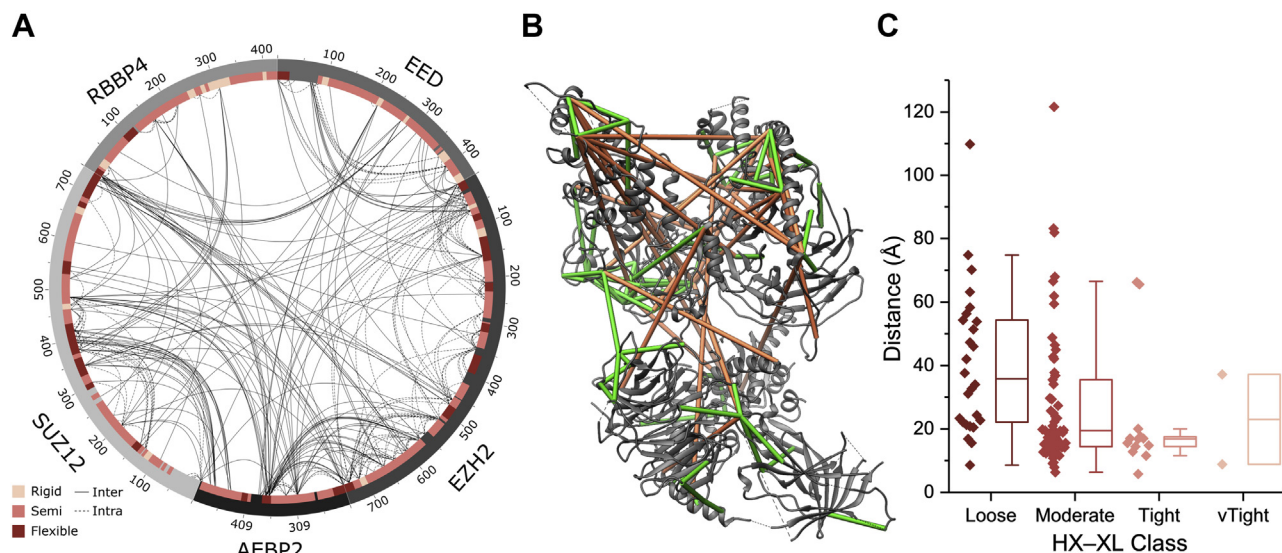 A
RBBP4
100
200
300
400
EED
100
200
300
400
EZH2
100
200
300
400
500
600
700
AEBP2
309
409
SUZ12
100
200
300
400
500
600
700
Rigid
Semi
Flexible
Inter
Intra
B
C
Distance (Å)
120
100
80
60
40
20
0
Loose Moderate Tight vTight
HX–XL Class